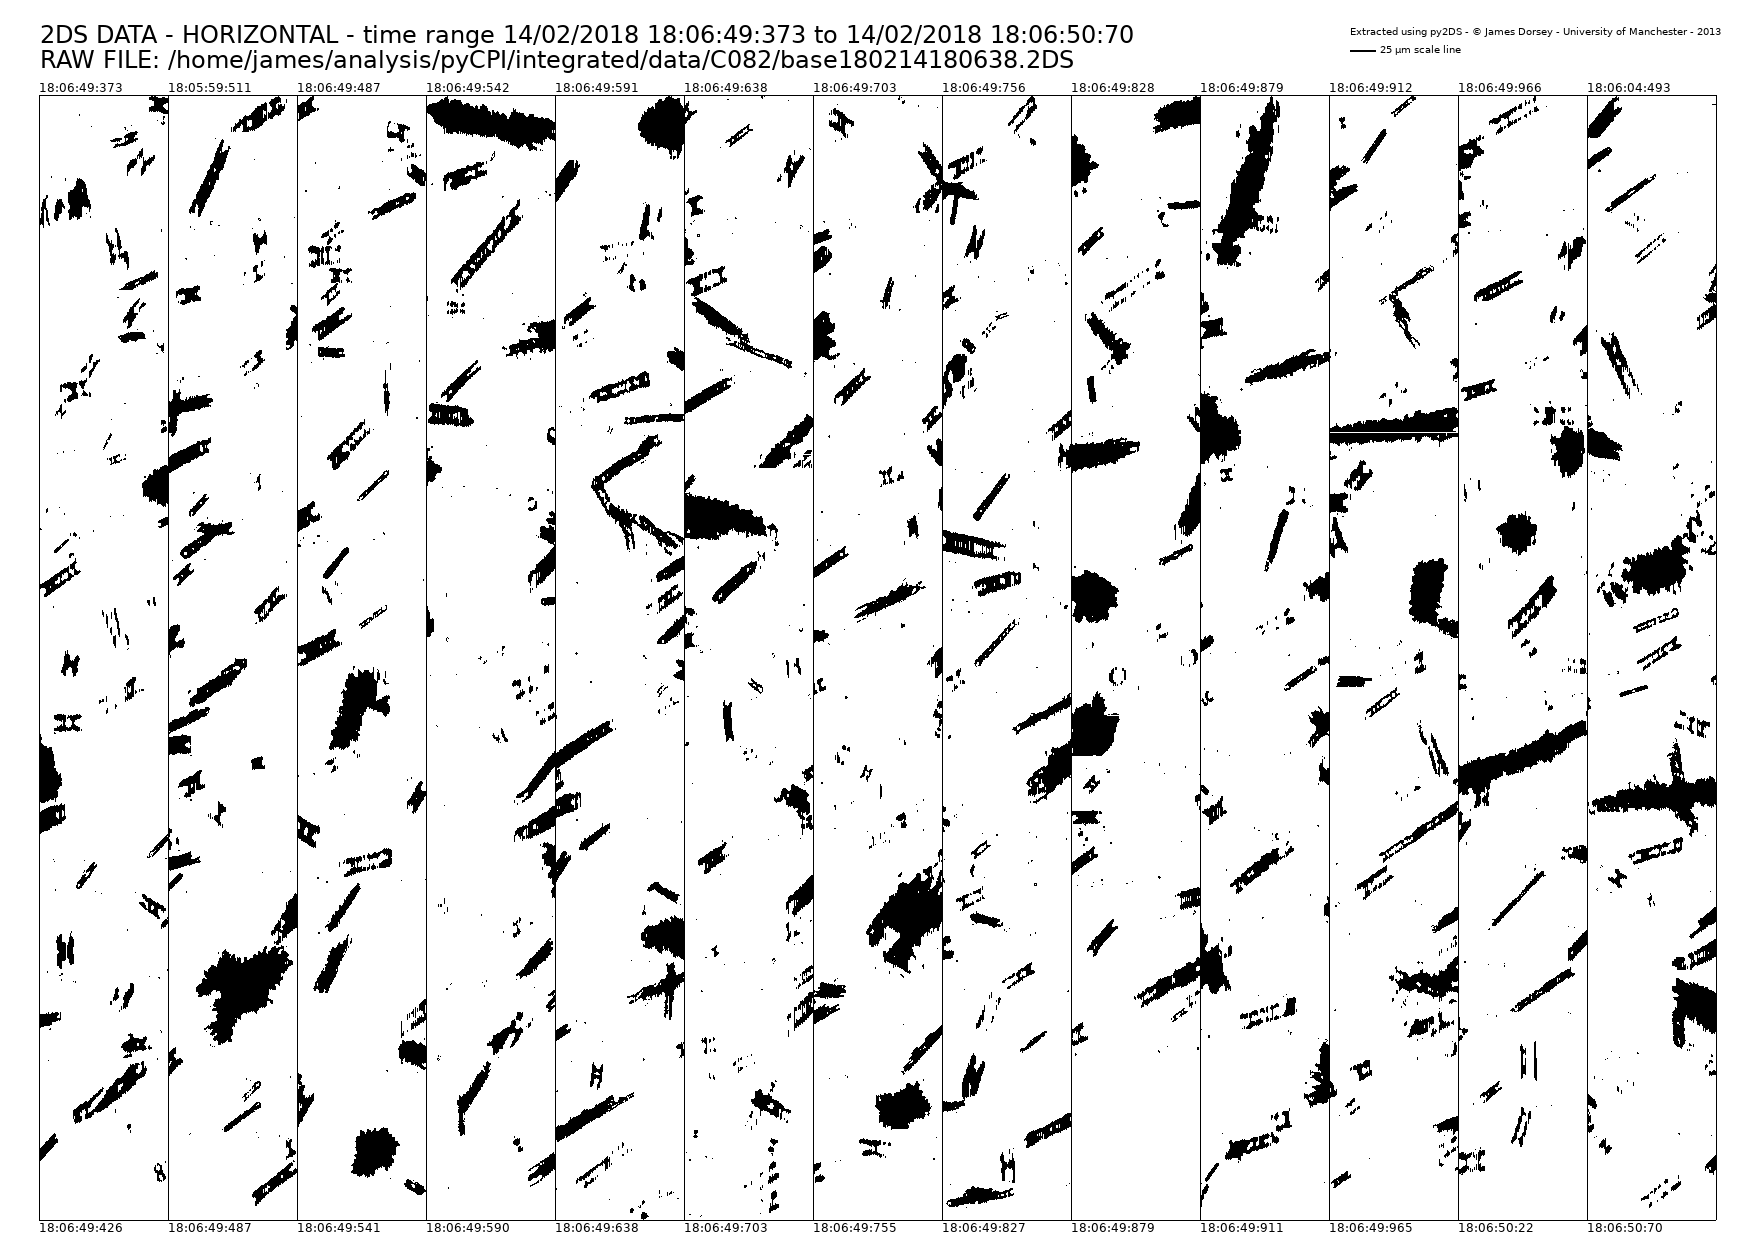 2DS DATA - HORIZONTAL - time range 14/02/2018 18:06:49:373 to 14/02/2018 18:06:50:70
RAW FILE: /home/james/analysis/pyCPI/integrated/data/C082/base180214180638.2DS
Extracted using py2DS - © James Dorsey - University of Manchester - 2013
25 µm scale line
18:06:49:373 18:05:59:511 18:06:49:487 18:06:49:542 18:06:49:591 18:06:49:638 18:06:49:703 18:06:49:756 18:06:49:828 18:06:49:879 18:06:49:912 18:06:49:966 18:06:04:493
18:06:49:426 18:06:49:487 18:06:49:541 18:06:49:590 18:06:49:638 18:06:49:703 18:06:49:755 18:06:49:827 18:06:49:879 18:06:49:911 18:06:49:965 18:06:50:22 18:06:50:70